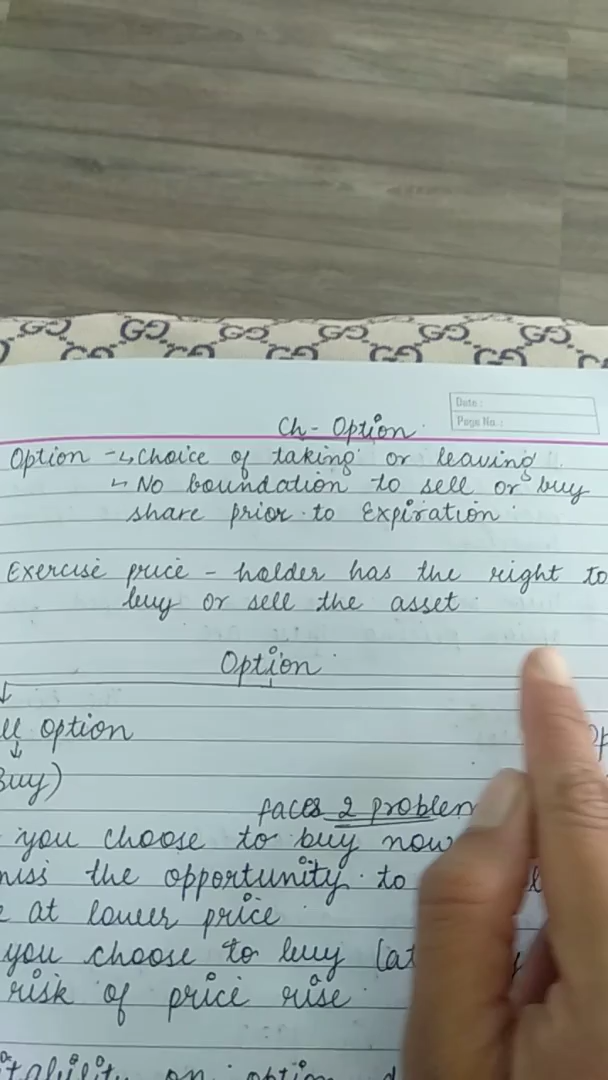 Date :
Page No. :
Ch- Option
Option -↳ choice of taking or leaving.
↳ No boundation to sell or buy
share prior to Expiration.
Exercise price - holder has the right to
buy or sell the asset.
Option
↓
option
↓
Buy)
faces 2 problem
you choose to buy now
miss the opportunity to
at lower price
you choose to buy
risk of price rise
on option